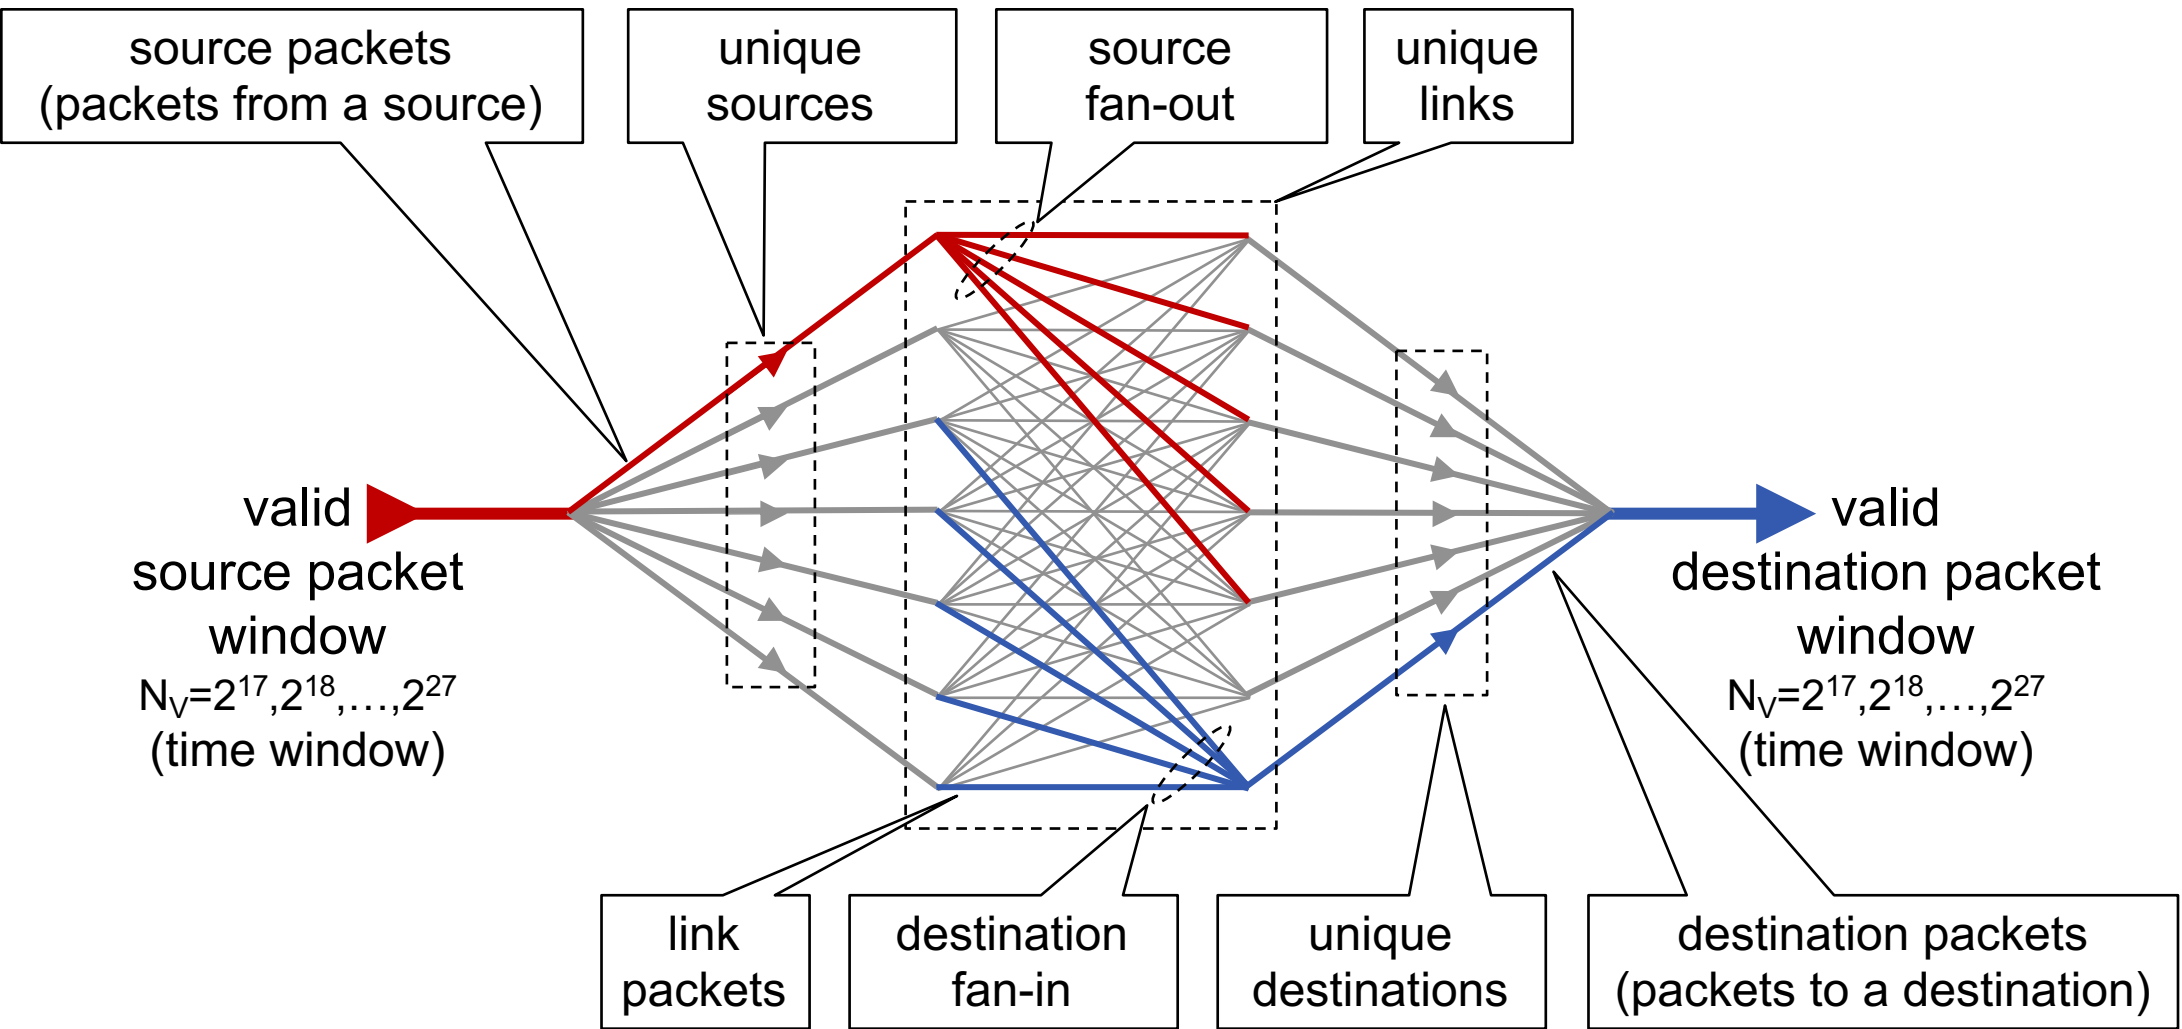 source packets
(packets from a source)
unique
sources
source
fan-out
unique
links
valid
source packet
window
N_V=2^17,2^18,…,2^27
(time window)
valid
destination packet
window
N_V=2^17,2^18,…,2^27
(time window)
link
packets
destination
fan-in
unique
destinations
destination packets
(packets to a destination)